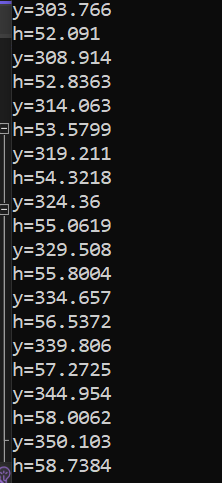 y=303.766
h=52.091
y=308.914
h=52.8363
y=314.063
h=53.5799
y=319.211
h=54.3218
y=324.36
h=55.0619
y=329.508
h=55.8004
y=334.657
h=56.5372
y=339.806
h=57.2725
y=344.954
h=58.0062
y=350.103
h=58.7384